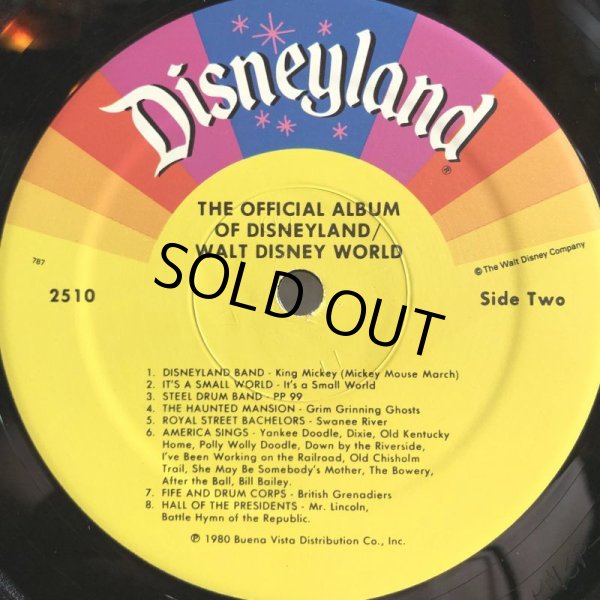 Disneyland®
THE OFFICIAL ALBUM
OF DISNEYLAND/
WALT DISNEY WORLD
787
© The Walt Disney Company
2510
Side Two
SOLD OUT
1. DISNEYLAND BAND - King Mickey (Mickey Mouse March)
2. IT'S A SMALL WORLD - It's a Small World
3. STEEL DRUM BAND - PP 99
4. THE HAUNTED MANSION - Grim Grinning Ghosts
5. ROYAL STREET BACHELORS - Swanee River
6. AMERICA SINGS - Yankee Doodle, Dixie, Old Kentucky
Home, Polly Wolly Doodle, Down by the Riverside,
I've Been Working on the Railroad, Old Chisholm
Trail, She May Be Somebody's Mother, The Bowery,
After the Ball, Bill Bailey.
7. FIFE AND DRUM CORPS - British Grenadiers
8. HALL OF THE PRESIDENTS - Mr. Lincoln,
Battle Hymn of the Republic.
℗ 1980 Buena Vista Distribution Co., Inc.